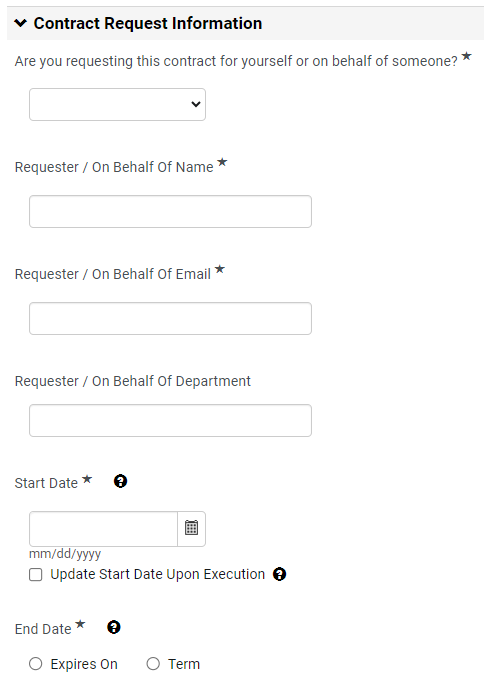 Contract Request Information
Are you requesting this contract for yourself or on behalf of someone? ★
Requester / On Behalf Of Name ★
Requester / On Behalf Of Email ★
Requester / On Behalf Of Department
Start Date ★ ?
mm/dd/yyyy
Update Start Date Upon Execution ?
End Date ★ ?
Expires On Term